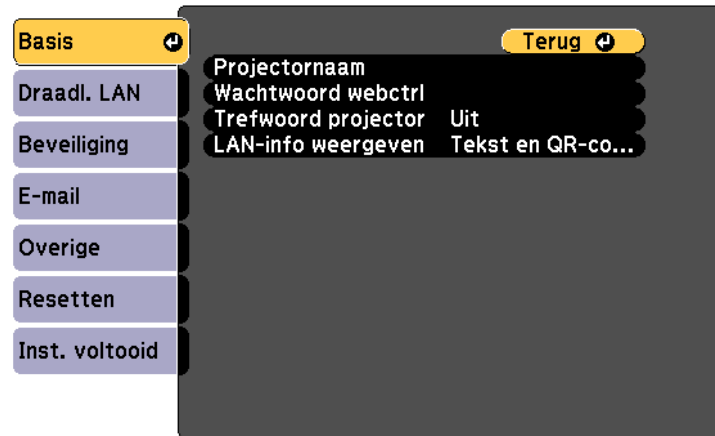 Basis
Draadl. LAN
Beveiliging
E-mail
Overige
Resetten
Inst. voltooid
Terug
Projectornaam
Wachtwoord webctrl
Trefwoord projector Uit
LAN-info weergeven Tekst en QR-co...